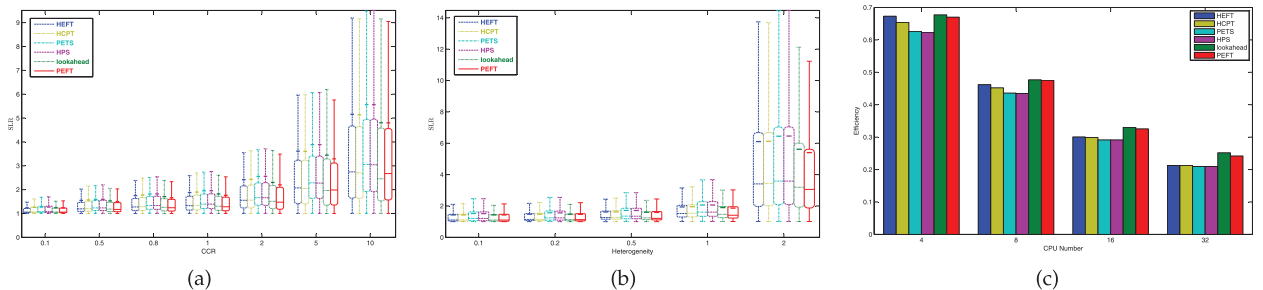 9
8
7
6
5
4
3
2
1
0
SLR
HEFT
HCPT
PETS
HPS
lookahead
PEFT
0.1 0.5 0.8 1 2 5 10
CCR
(a)
14
12
10
8
6
4
2
0
SLR
HEFT
HCPT
PETS
HPS
lookahead
PEFT
0.1 0.2 0.5 1 2
Heterogeneity
(b)
0.7
0.6
0.5
0.4
0.3
0.2
0.1
0
Efficiency
HEFT
HCPT
PETS
HPS
lookahead
PEFT
4 8 16 32
CPU Number
(c)